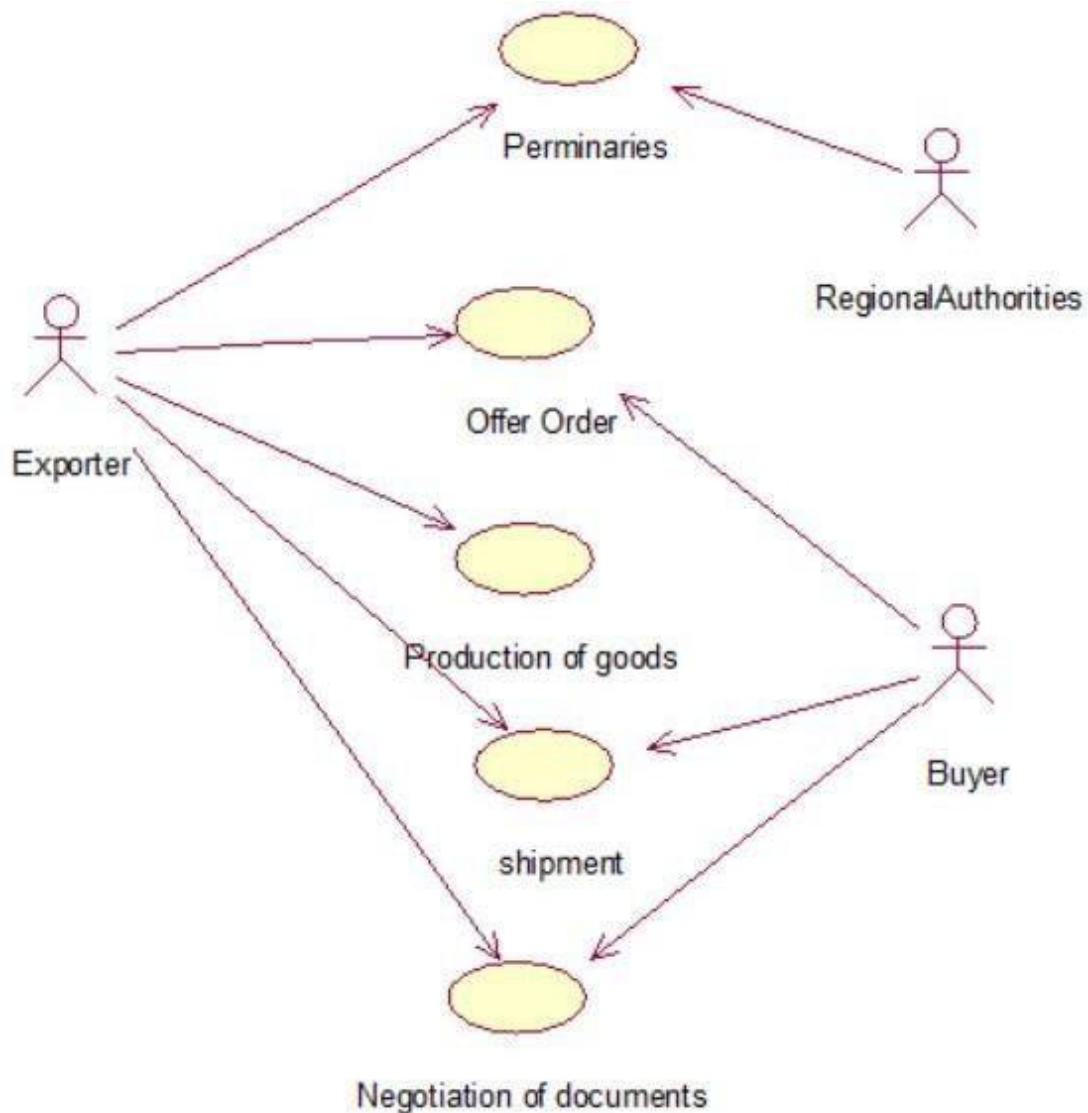 Perminaries
RegionalAuthorities
Offer Order
Exporter
Production of goods
Buyer
shipment
Negotiation of documents